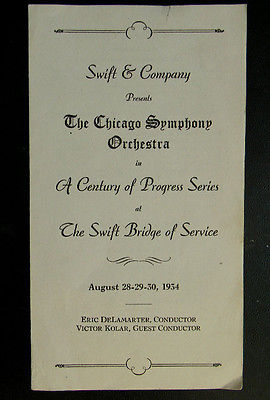 Swift & Company
Presents
The Chicago Symphony
Orchestra
in
A Century of Progress Series
at
The Swift Bridge of Service
August 28-29-30, 1934
Eric DeLamarter, Conductor
Victor Kolar, Guest Conductor